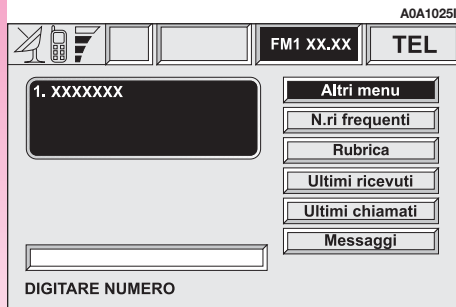 A0A1025
FM1 XX.XX
TEL
1. XXXXXXX
Altri menu
N.ri frequenti
Rubrica
Ultimi ricevuti
Ultimi chiamati
Messaggi
DIGITARE NUMERO